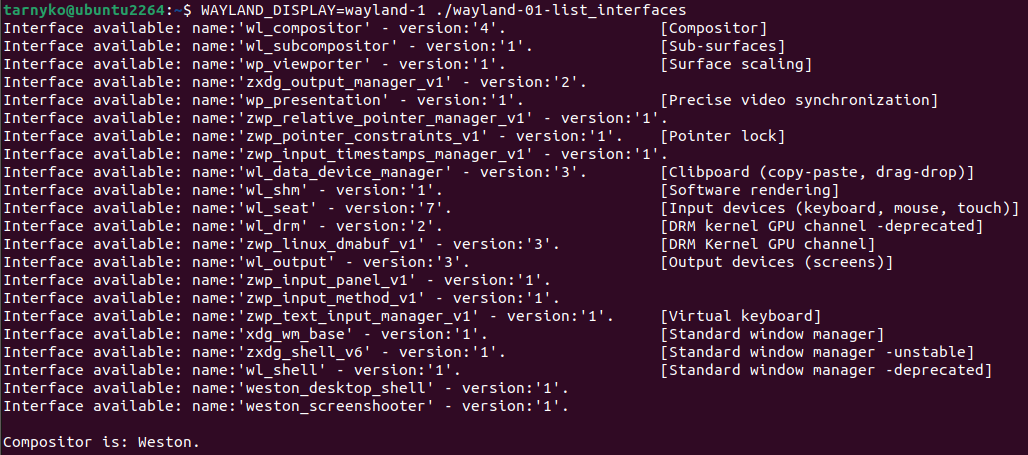 tarnyko@ubuntu2264:~$ WAYLAND_DISPLAY=wayland-1 ./wayland-01-list_interfaces
Interface available: name:'wl_compositor' - version:'4'. [Compositor]
Interface available: name:'wl_subcompositor' - version:'1'. [Sub-surfaces]
Interface available: name:'wp_viewporter' - version:'1'. [Surface scaling]
Interface available: name:'zxdg_output_manager_v1' - version:'2'.
Interface available: name:'wp_presentation' - version:'1'. [Precise video synchronization]
Interface available: name:'zwp_relative_pointer_manager_v1' - version:'1'.
Interface available: name:'zwp_pointer_constraints_v1' - version:'1'. [Pointer lock]
Interface available: name:'zwp_input_timestamps_manager_v1' - version:'1'.
Interface available: name:'wl_data_device_manager' - version:'3'. [Clibpoard (copy-paste, drag-drop)]
Interface available: name:'wl_shm' - version:'1'. [Software rendering]
Interface available: name:'wl_seat' - version:'7'. [Input devices (keyboard, mouse, touch)]
Interface available: name:'wl_drm' - version:'2'. [DRM kernel GPU channel -deprecated]
Interface available: name:'zwp_linux_dmabuf_v1' - version:'3'. [DRM Kernel GPU channel]
Interface available: name:'wl_output' - version:'3'. [Output devices (screens)]
Interface available: name:'zwp_input_panel_v1' - version:'1'.
Interface available: name:'zwp_input_method_v1' - version:'1'.
Interface available: name:'zwp_text_input_manager_v1' - version:'1'. [Virtual keyboard]
Interface available: name:'xdg_wm_base' - version:'1'. [Standard window manager]
Interface available: name:'zxdg_shell_v6' - version:'1'. [Standard window manager -unstable]
Interface available: name:'wl_shell' - version:'1'. [Standard window manager -deprecated]
Interface available: name:'weston_desktop_shell' - version:'1'.
Interface available: name:'weston_screenshooter' - version:'1'.
Compositor is: Weston.